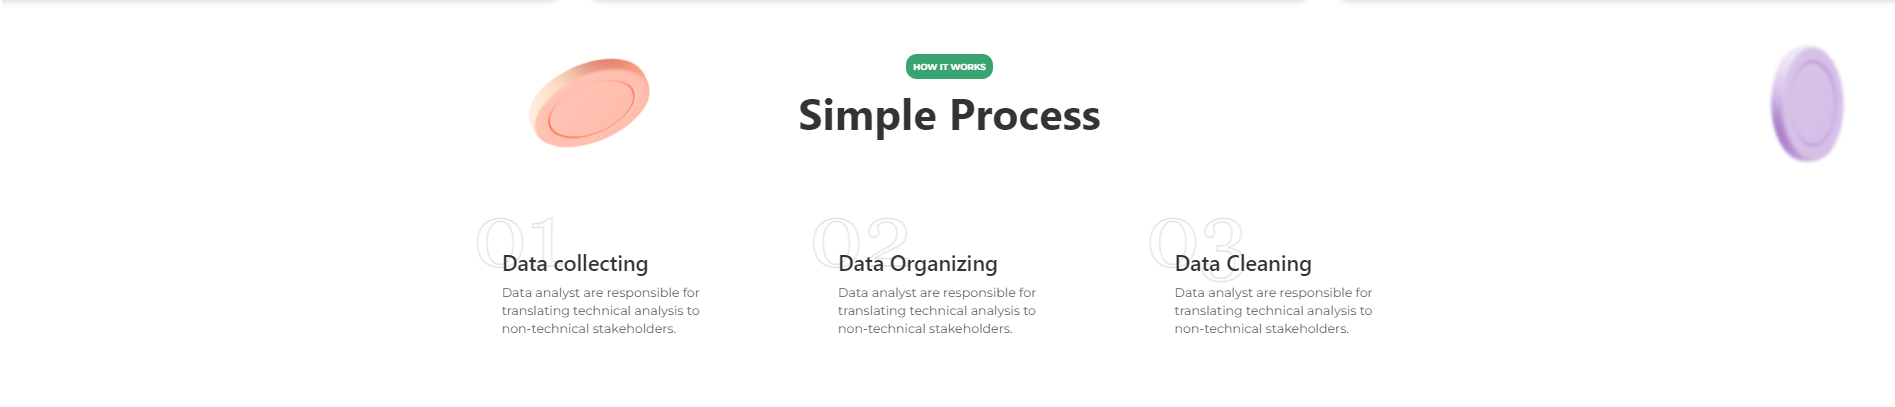 HOW IT WORKS
Simple Process
01
Data collecting
Data analyst are responsible for
translating technical analysis to
non-technical stakeholders.
02
Data Organizing
Data analyst are responsible for
translating technical analysis to
non-technical stakeholders.
03
Data Cleaning
Data analyst are responsible for
translating technical analysis to
non-technical stakeholders.